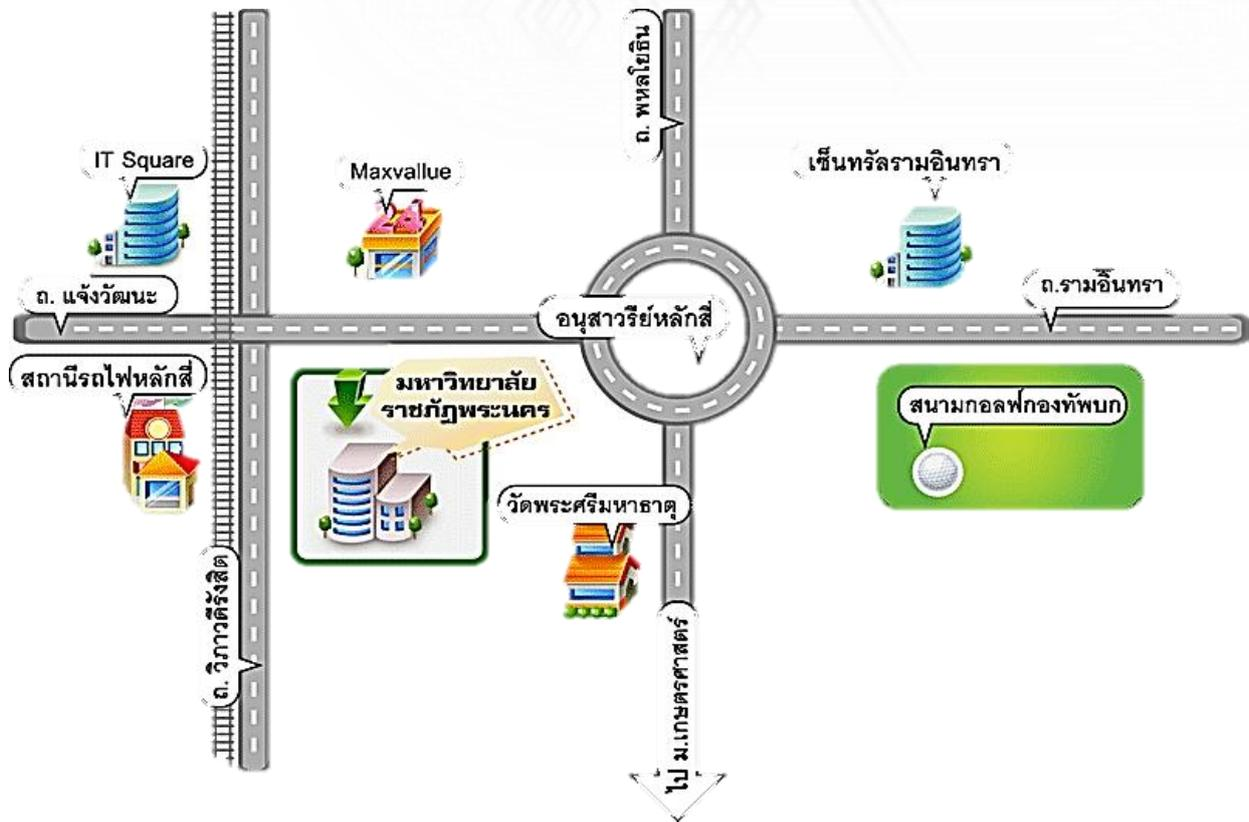 ถ. พหลโยธิน
IT Square
Maxvallue
24
เซ็นทรัลรามอินทรา
ถ. แจ้งวัฒนะ
อนุสาวรีย์หลักสี่
ถ.รามอินทรา
สถานีรถไฟหลักสี่
มหาวิทยาลัย
ราชภัฏพระนคร
สนามกอลฟกองทัพบก
วัดพระศรีมหาธาตุ
ถ. วิภาวดีรังสิต
ไป ม.เกษตรศาสตร์